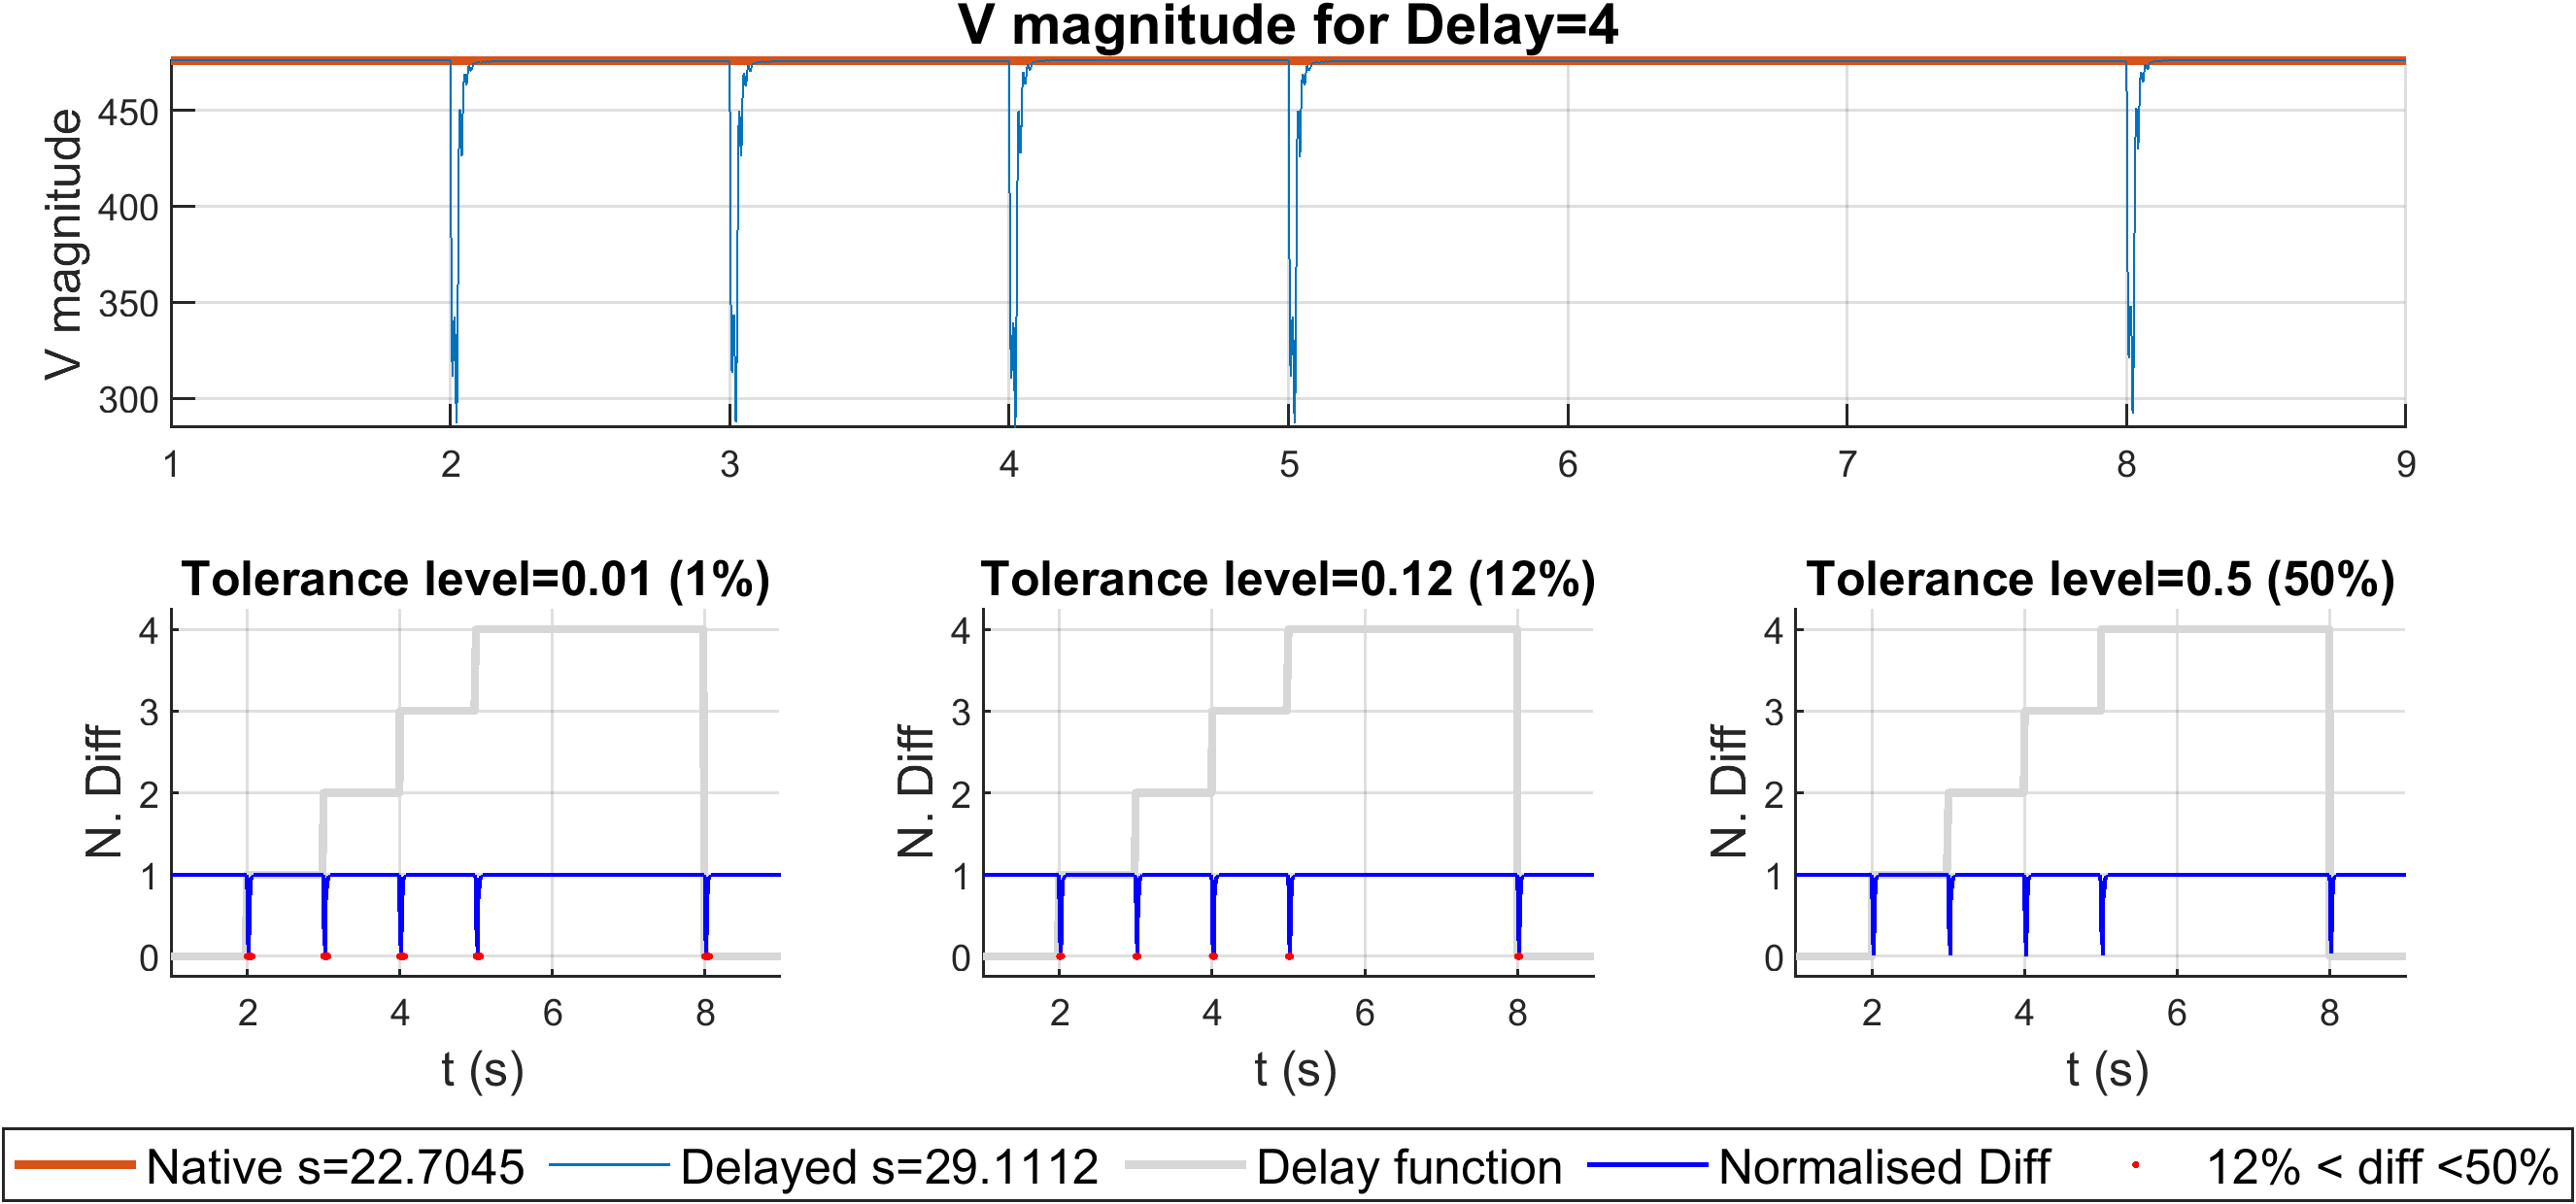 V magnitude for Delay=4
V magnitude
450
400
350
300
1 2 3 4 5 6 7 8 9
Tolerance level=0.01 (1%)
N. Diff
4
3
2
1
0
2 4 6 8
t (s)
Tolerance level=0.12 (12%)
N. Diff
4
3
2
1
0
2 4 6 8
t (s)
Tolerance level=0.5 (50%)
N. Diff
4
3
2
1
0
2 4 6 8
t (s)
Native s=22.7045 Delayed s=29.1112 Delay function Normalised Diff 12% < diff <50%